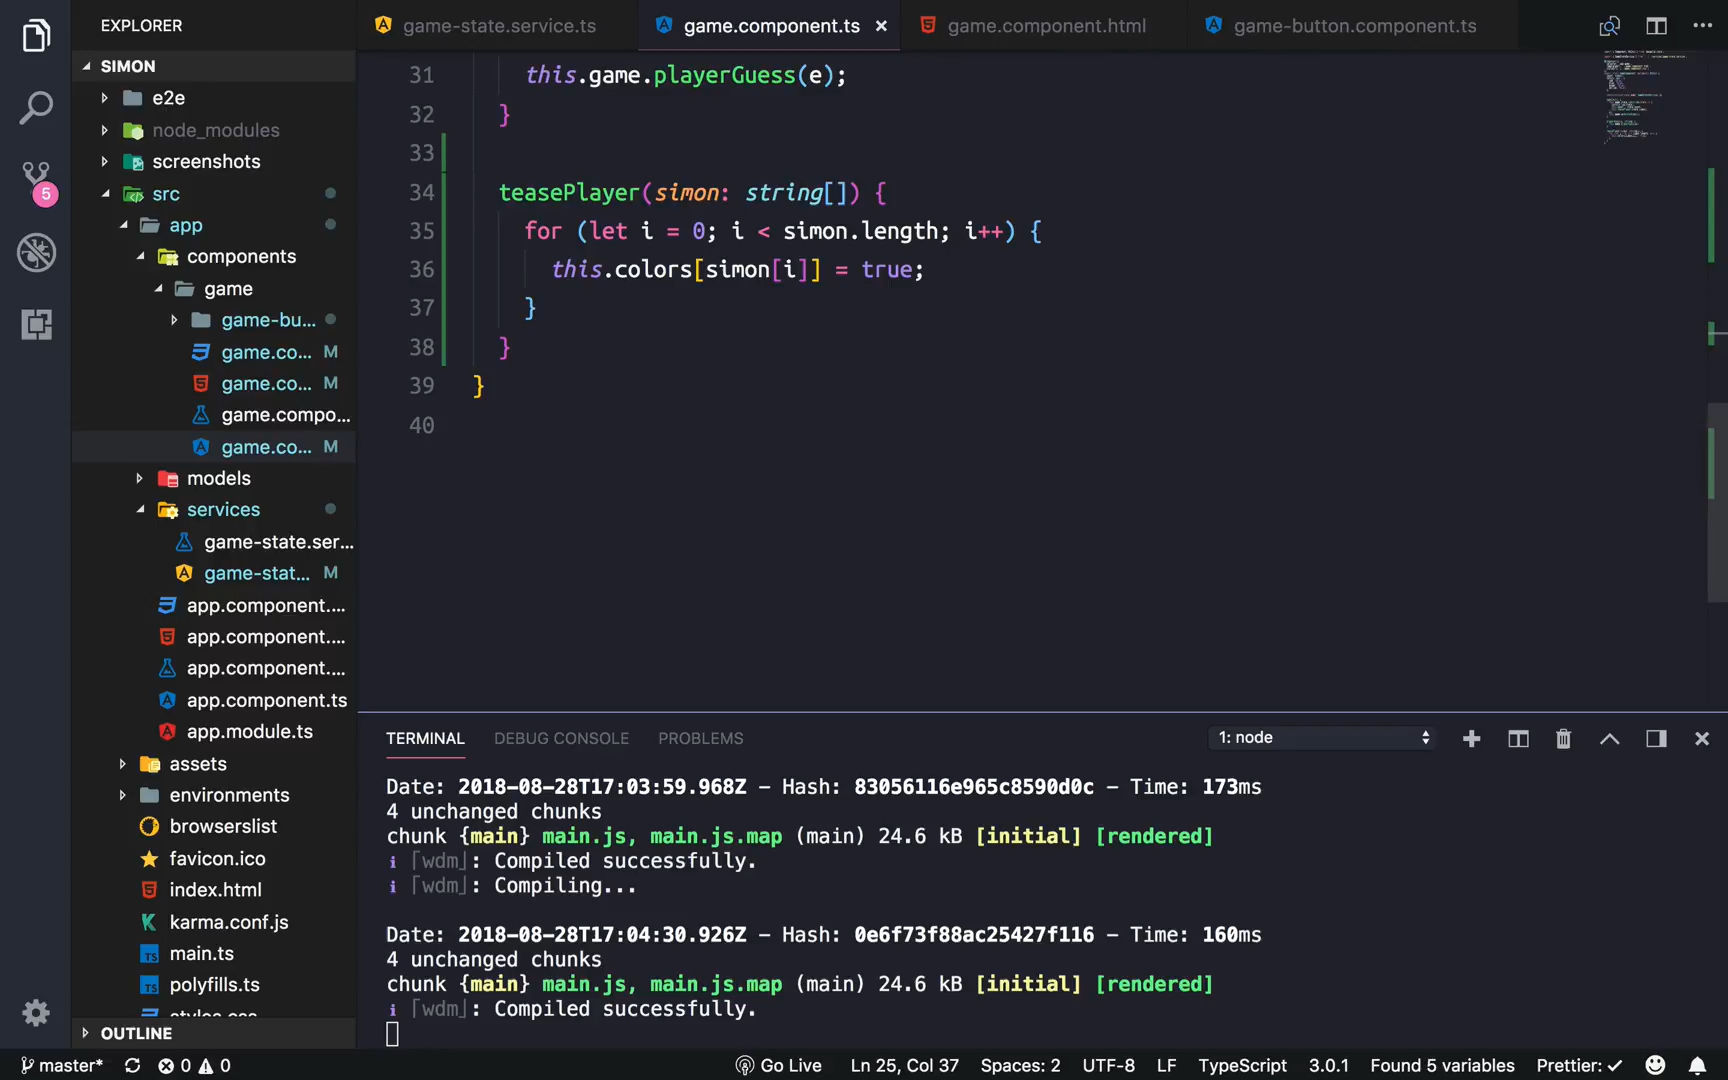 EXPLORER
game-state.service.ts
game.component.ts
game.component.html
game-button.component.ts
SIMON
e2e
node_modules
screenshots
src
app
components
game
game-bu...
game.co... M
game.co... M
game.compo...
game.co... M
models
services
game-state.ser...
game-stat... M
app.component....
app.component....
app.component....
app.component.ts
app.module.ts
assets
environments
browserslist
favicon.ico
index.html
karma.conf.js
main.ts
polyfills.ts
styles.css
OUTLINE
5
31 this.game.playerGuess(e);
32 }
33
34 teasePlayer(simon: string[]) {
35 for (let i = 0; i < simon.length; i++) {
36 this.colors[simon[i]] = true;
37 }
38 }
39 }
40
TERMINAL DEBUG CONSOLE PROBLEMS
1: node
Date: 2018-08-28T17:03:59.968Z – Hash: 83056116e965c8590d0c – Time: 173ms
4 unchanged chunks
chunk {main} main.js, main.js.map (main) 24.6 kB [initial] [rendered]
i ｢wdm｣: Compiled successfully.
i ｢wdm｣: Compiling...
Date: 2018-08-28T17:04:30.926Z – Hash: 0e6f73f88ac25427f116 – Time: 160ms
4 unchanged chunks
chunk {main} main.js, main.js.map (main) 24.6 kB [initial] [rendered]
i ｢wdm｣: Compiled successfully.
master* 0 0 Go Live Ln 25, Col 37 Spaces: 2 UTF-8 LF TypeScript 3.0.1 Found 5 variables Prettier: ✓